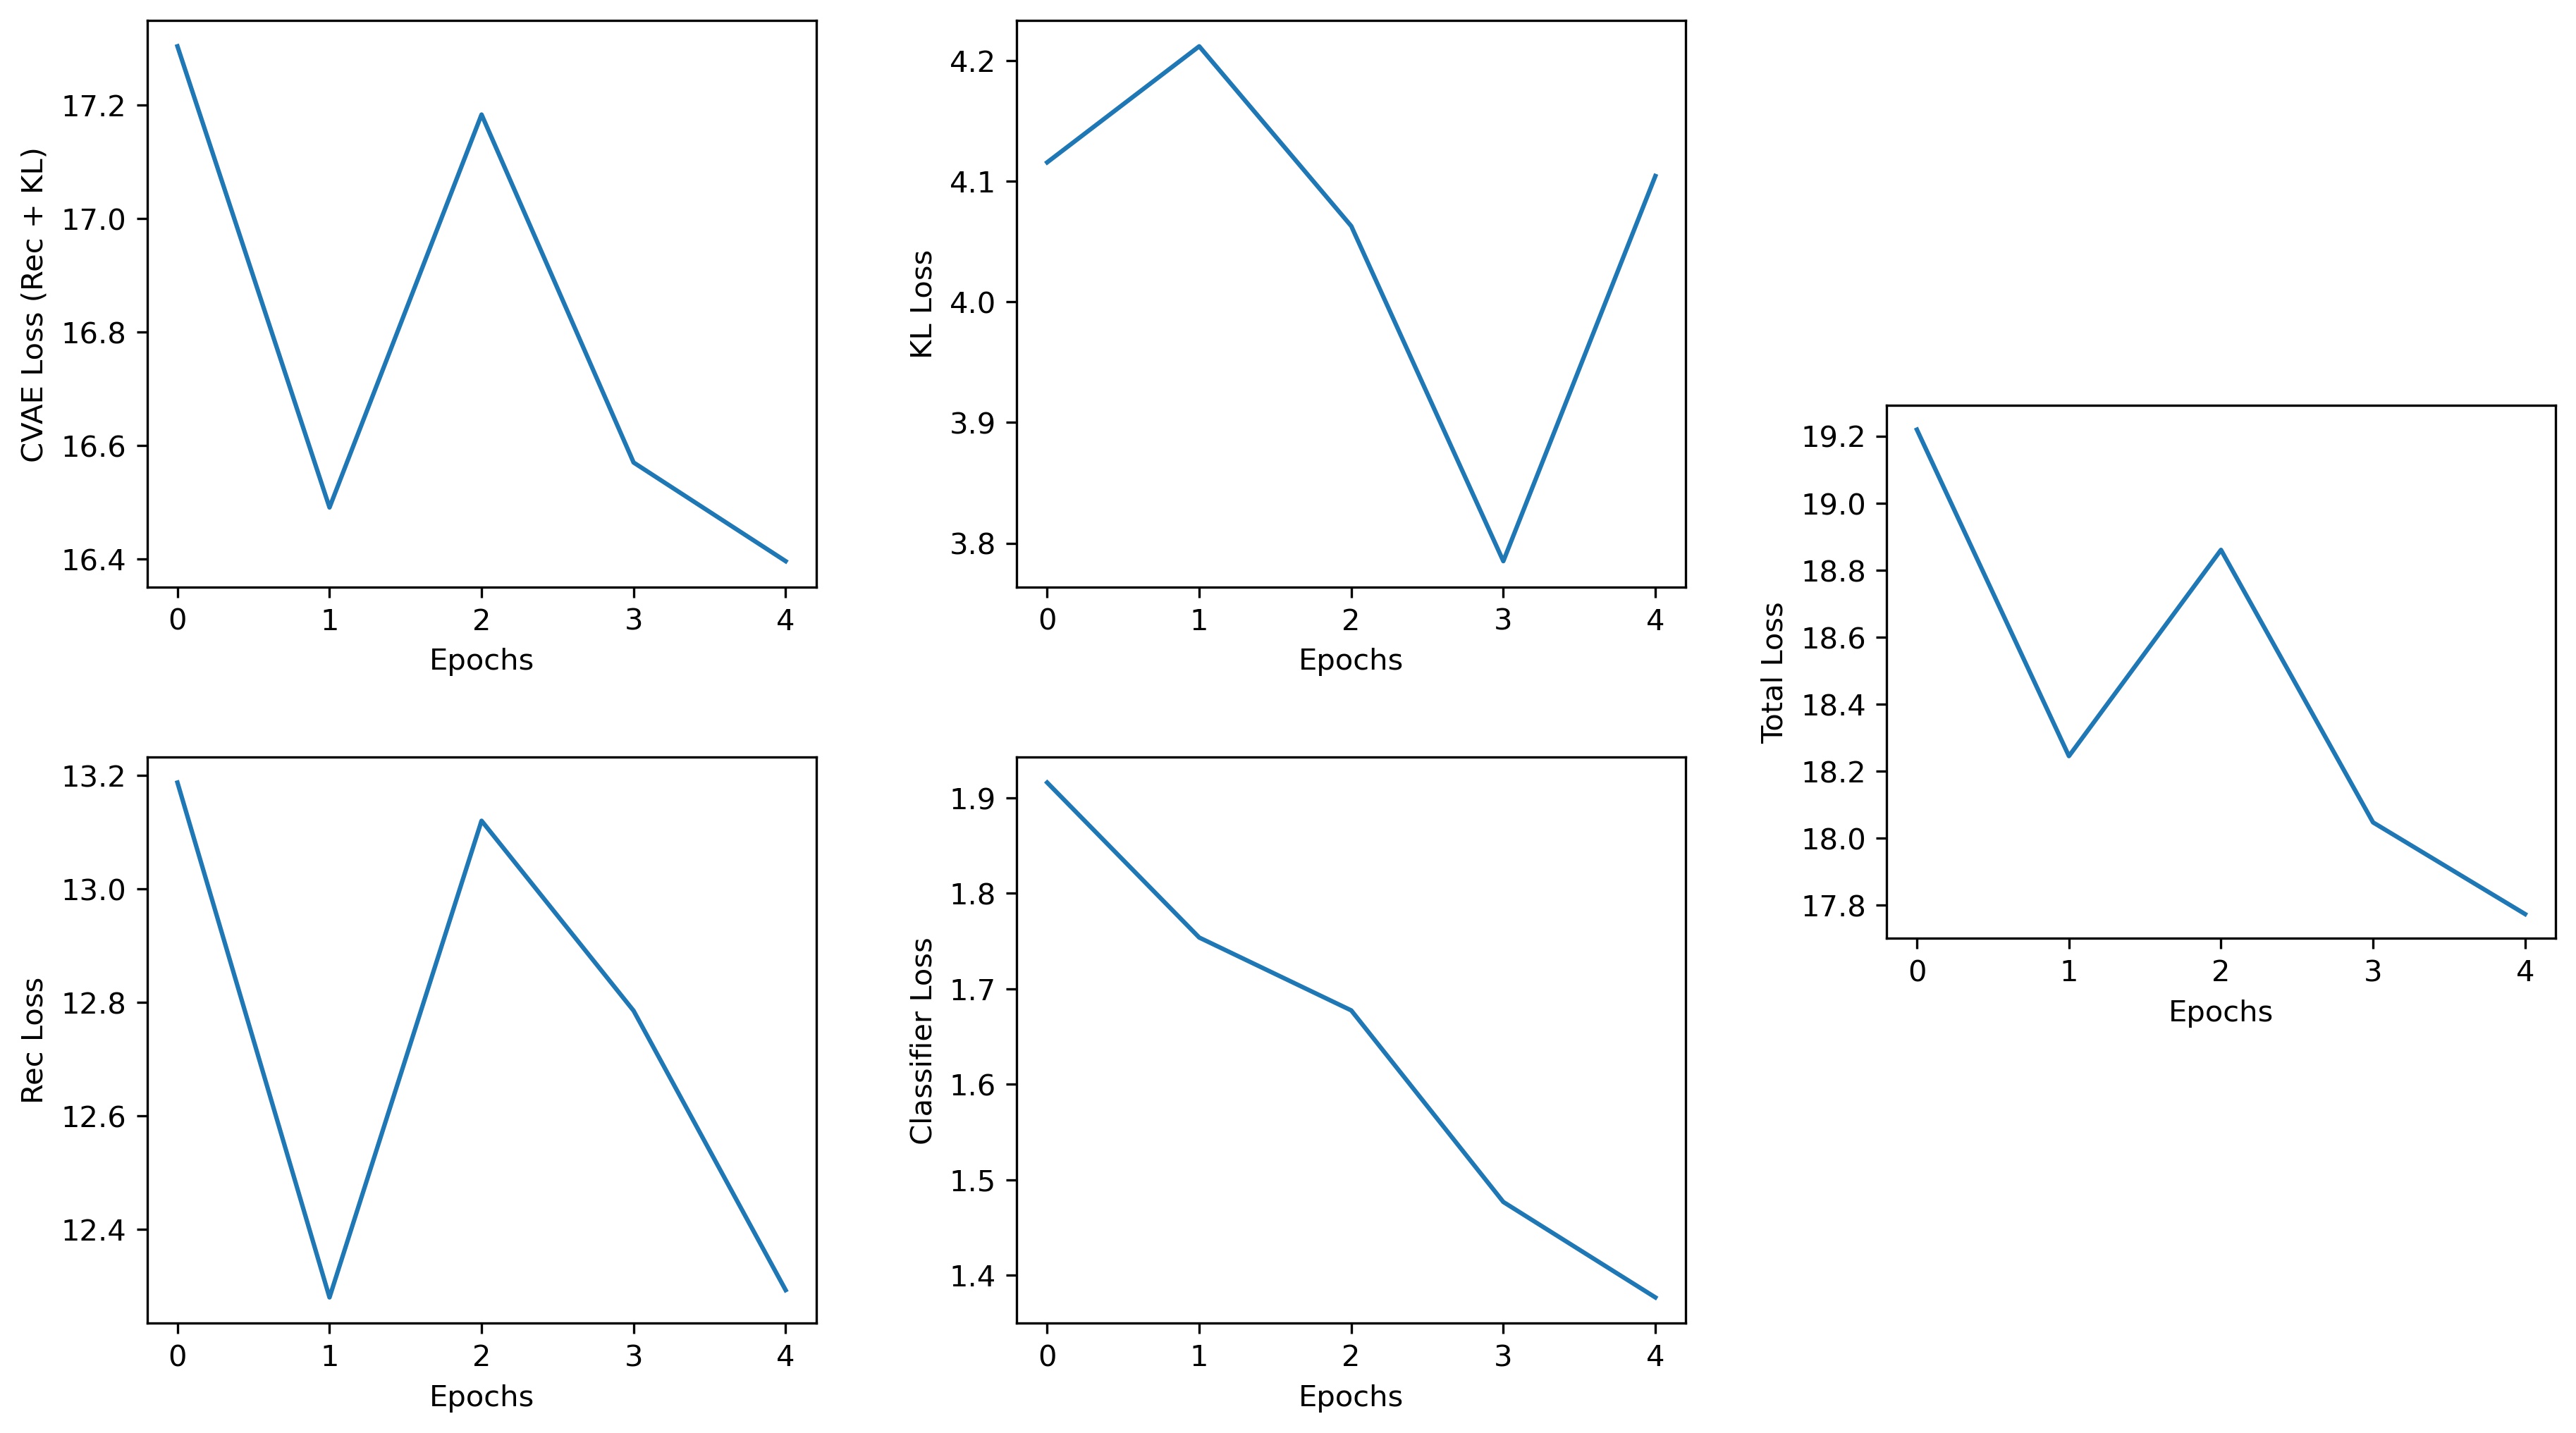 CVAE Loss (Rec + KL)
17.2
17.0
16.8
16.6
16.4
0 1 2 3 4
Epochs
KL Loss
4.2
4.1
4.0
3.9
3.8
0 1 2 3 4
Epochs
Rec Loss
13.2
13.0
12.8
12.6
12.4
0 1 2 3 4
Epochs
Classifier Loss
1.9
1.8
1.7
1.6
1.5
1.4
0 1 2 3 4
Epochs
Total Loss
19.2
19.0
18.8
18.6
18.4
18.2
18.0
17.8
0 1 2 3 4
Epochs